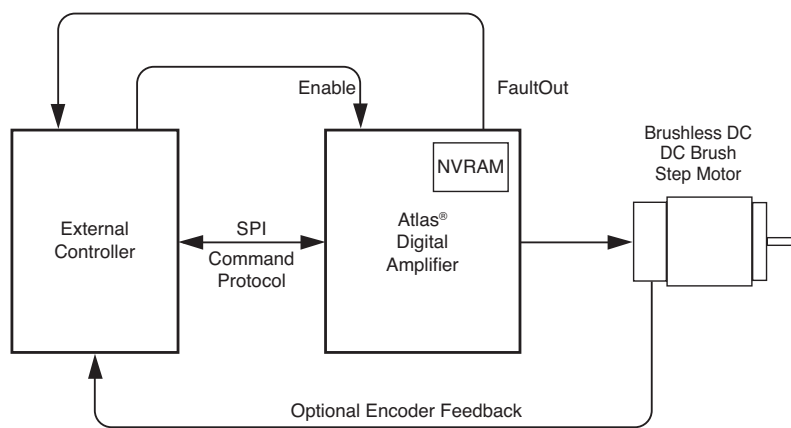 Enable
FaultOut
Brushless DC
DC Brush
Step Motor
NVRAM
External
Controller
SPI
Command
Protocol
Atlas®
Digital
Amplifier
Optional Encoder Feedback